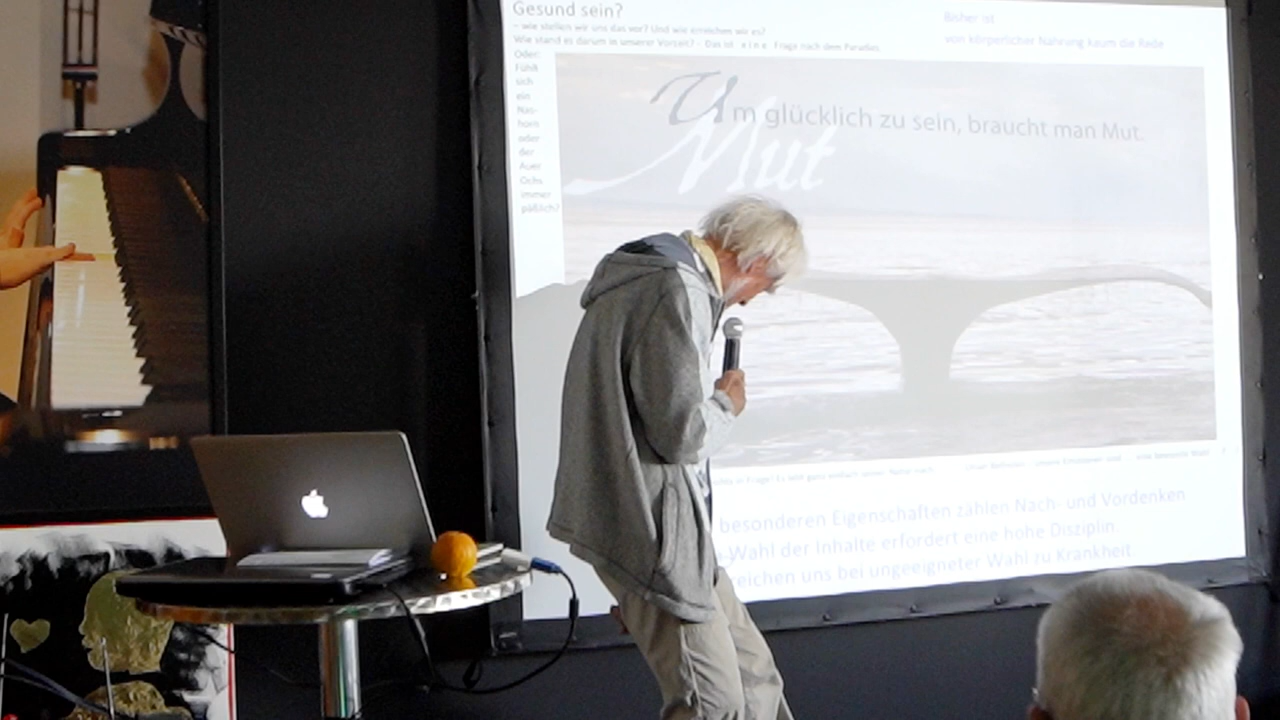 Gesund sein?
– wie stellen wir uns das vor? Und wie erreichen wir es?
Wie stand es darum in unserer Vorzeit? - Das ist e i n e Frage nach dem Paradies
Bisher ist
von körperlicher Nahrung kaum die Rede
Oder:
Fühlt
sich
ein
Nas-
horn
oder
der
Auer
Ochs
immer
päßlich?
Um glücklich zu sein, braucht man Mut.
Mut
besonderen Eigenschaften zählen Nach- und Vordenken
Wahl der Inhalte erfordert eine hohe Disziplin
reichen uns bei ungeeigneter Wahl zu Krankheit